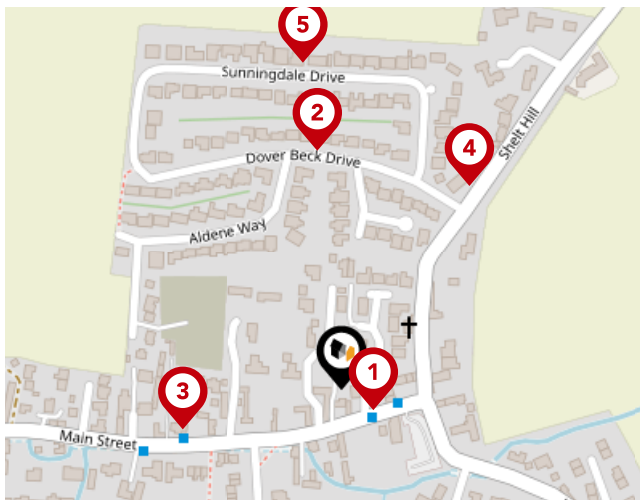 5
Sunningdale Drive
2
Dover Beck Drive
4
Shelt Hill
Aldene Way
1
3
Main Street